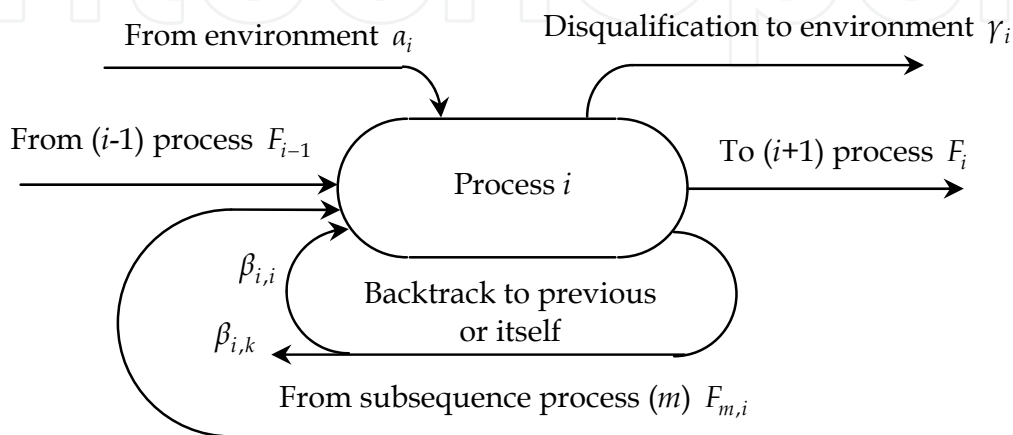 From environment a_i
Disqualification to environment γ_i
From (i-1) process F_{i−1}
To (i+1) process F_i
Process i
β_{i,i}
Backtrack to previous
or itself
β_{i,k}
From subsequence process (m) F_{m,i}